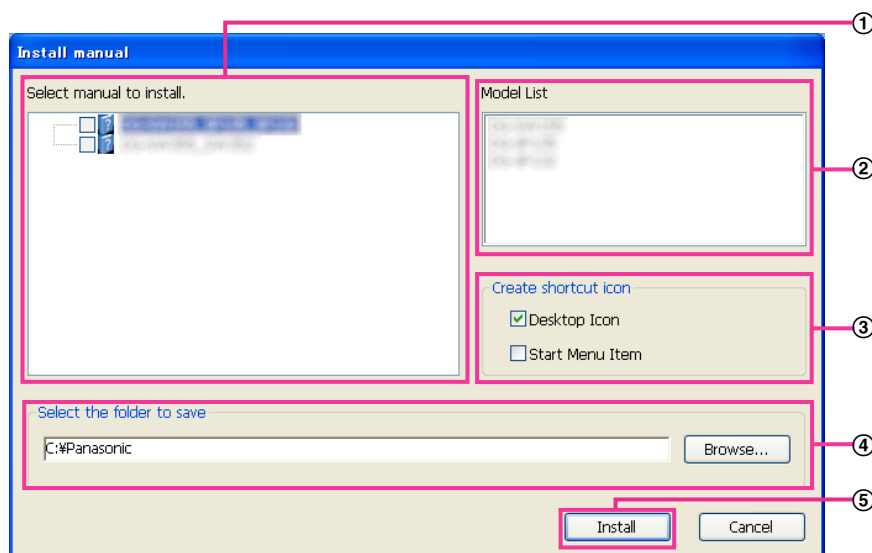 ①
Install manual
Select manual to install.
Model List
②
Create shortcut icon
Desktop Icon
Start Menu Item
③
Select the folder to save
C:¥Panasonic
Browse...
④
⑤
Install
Cancel